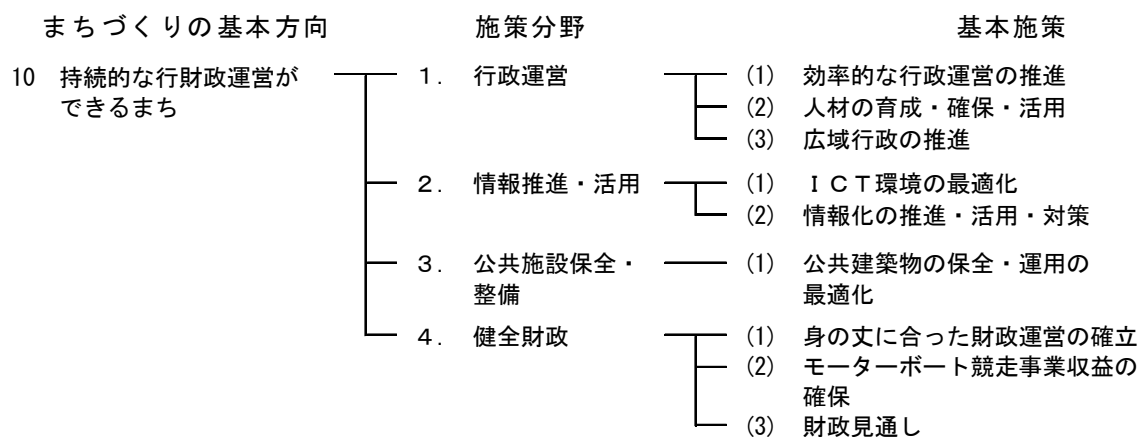 まちづくりの基本方向　施策分野　基本施策
10　持続的な行財政運営が　１．　行政運営　(1)　効率的な行政運営の推進
できるまち　(2)　人材の育成・確保・活用
(3)　広域行政の推進
２．　情報推進・活用　(1)　ＩＣＴ環境の最適化
(2)　情報化の推進・活用・対策
３．　公共施設保全・　(1)　公共建築物の保全・運用の
整備　最適化
４．　健全財政　(1)　身の丈に合った財政運営の確立
(2)　モーターボート競走事業収益の
確保
(3)　財政見通し